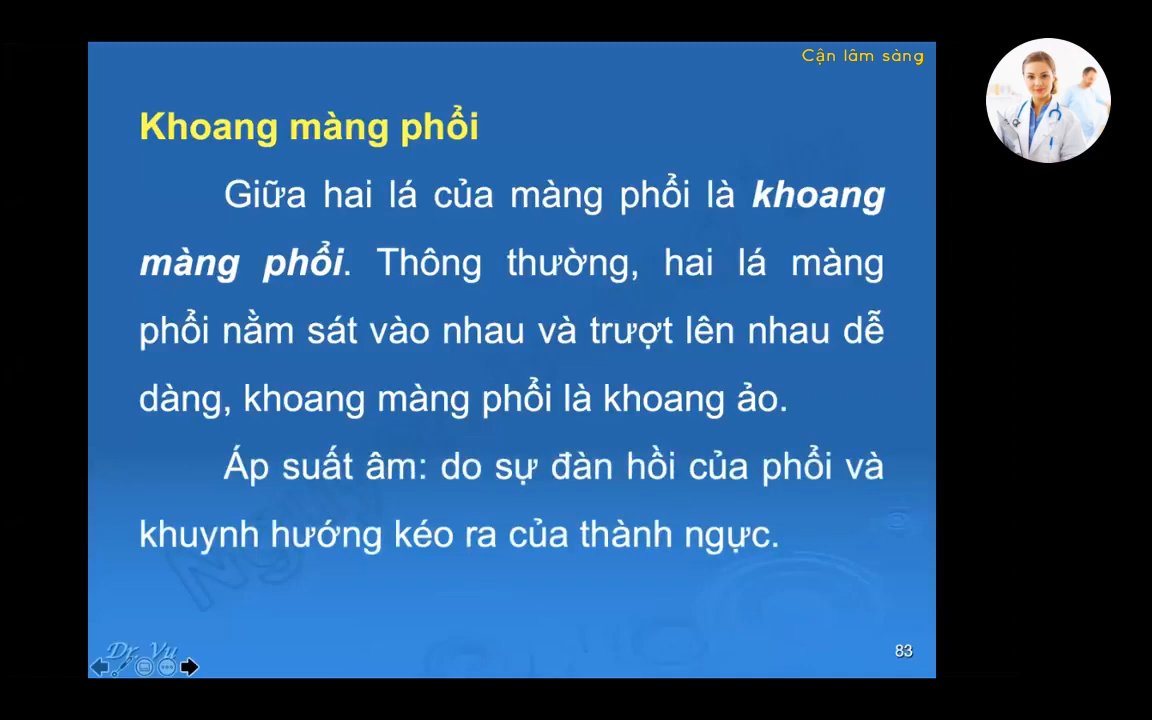 Cận lâm sàng
Khoang màng phổi
Giữa hai lá của màng phổi là khoang
màng phổi. Thông thường, hai lá màng
phổi nằm sát vào nhau và trượt lên nhau dễ
dàng, khoang màng phổi là khoang ảo.
Áp suất âm: do sự đàn hồi của phổi và
khuynh hướng kéo ra của thành ngực.
Dr. Vu
83